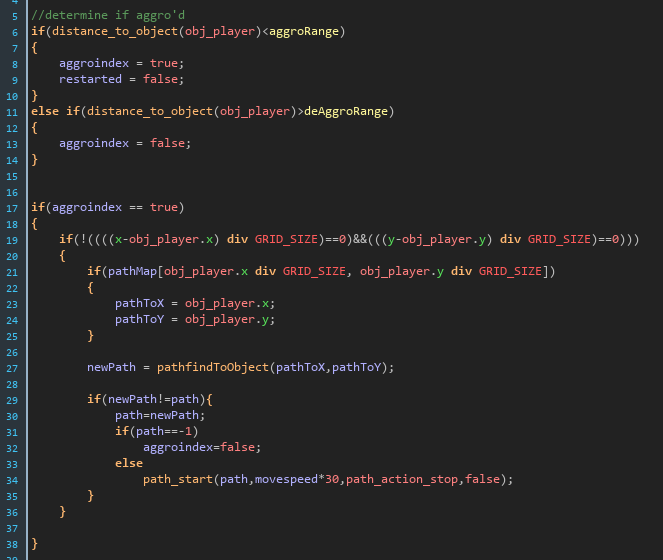 4
5 //determine if aggro'd
6 if(distance_to_object(obj_player)<aggroRange)
7 {
8     aggroindex = true;
9     restarted = false;
10 }
11 else if(distance_to_object(obj_player)>deAggroRange)
12 {
13     aggroindex = false;
14 }
15
16
17 if(aggroindex == true)
18 {
19     if(!((((x-obj_player.x) div GRID_SIZE)==0)&&(((y-obj_player.y) div GRID_SIZE)==0)))
20     {
21         if(pathMap[obj_player.x div GRID_SIZE, obj_player.y div GRID_SIZE])
22         {
23             pathToX = obj_player.x;
24             pathToY = obj_player.y;
25         }
26
27         newPath = pathfindToObject(pathToX,pathToY);
28
29         if(newPath!=path){
30             path=newPath;
31             if(path==-1)
32                 aggroindex=false;
33             else
34                 path_start(path,movespeed*30,path_action_stop,false);
35         }
36     }
37
38 }
39